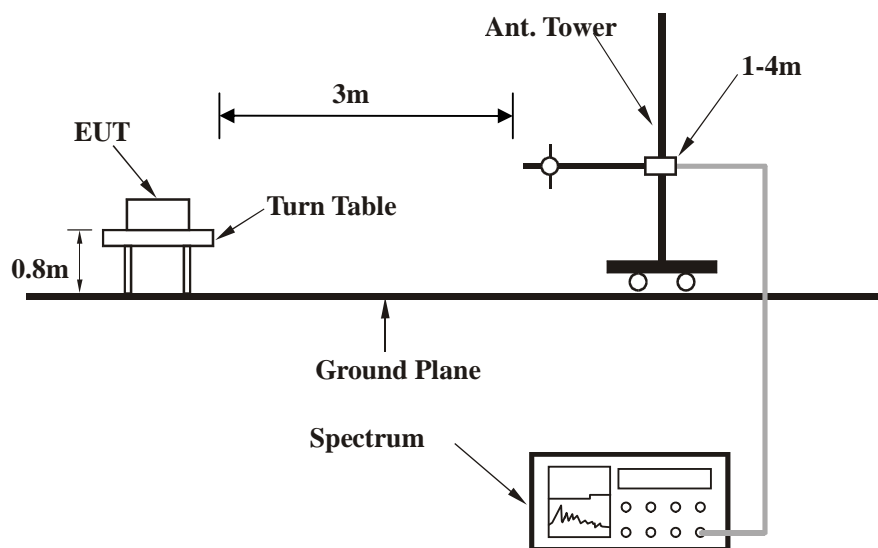 Ant. Tower
1-4m
3m
EUT
Turn Table
0.8m
Ground Plane
Spectrum